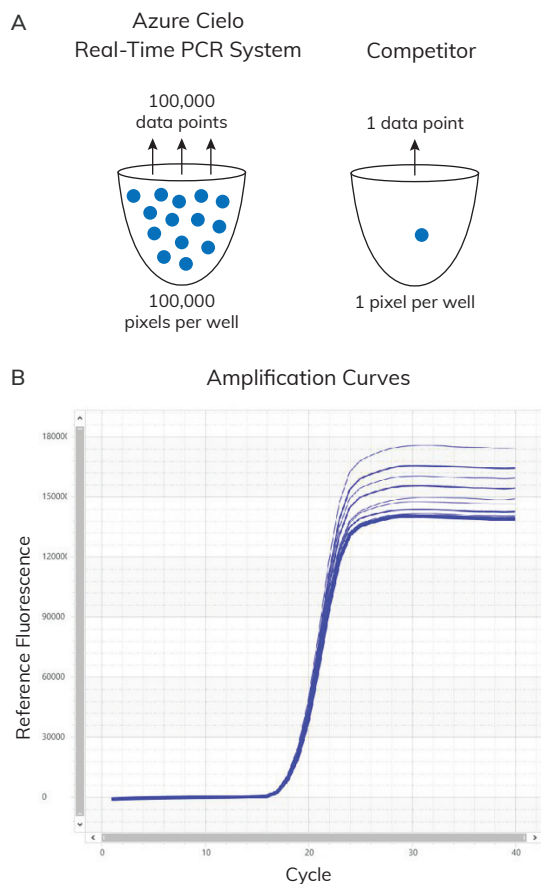 A
Azure Cielo
Real-Time PCR System
Competitor
100,000
data points
1 data point
100,000
pixels per well
1 pixel per well
B
Amplification Curves
Reference Fluorescence
180000
150000
120000
90000
60000
30000
0
0 10 20 30 40
Cycle